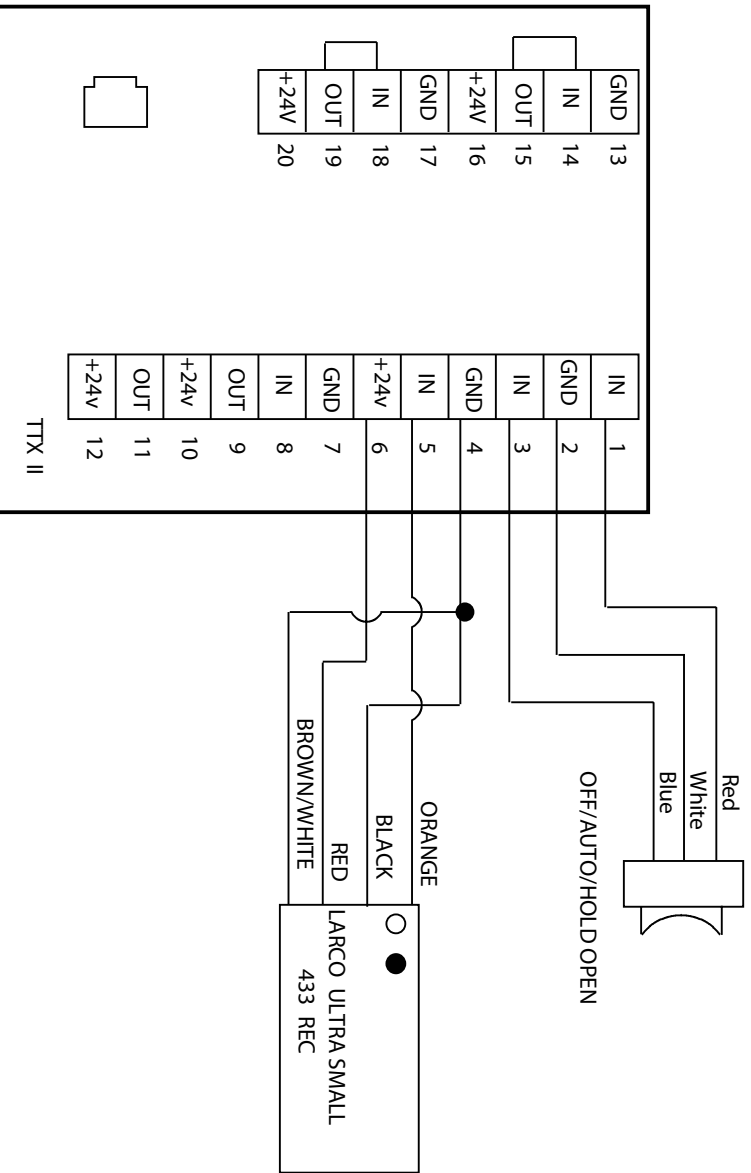 GND
IN
OUT
+24V
GND
IN
OUT
+24V
13
14
15
16
17
18
19
20
IN
GND
IN
GND
IN
+24v
GND
IN
OUT
+24v
OUT
+24v
1
2
3
4
5
6
7
8
9
10
11
12
TTX II
Red
White
Blue
OFF/AUTO/HOLD OPEN
ORANGE
BLACK
RED
BROWN/WHITE
LARCO ULTRA SMALL
433 REC